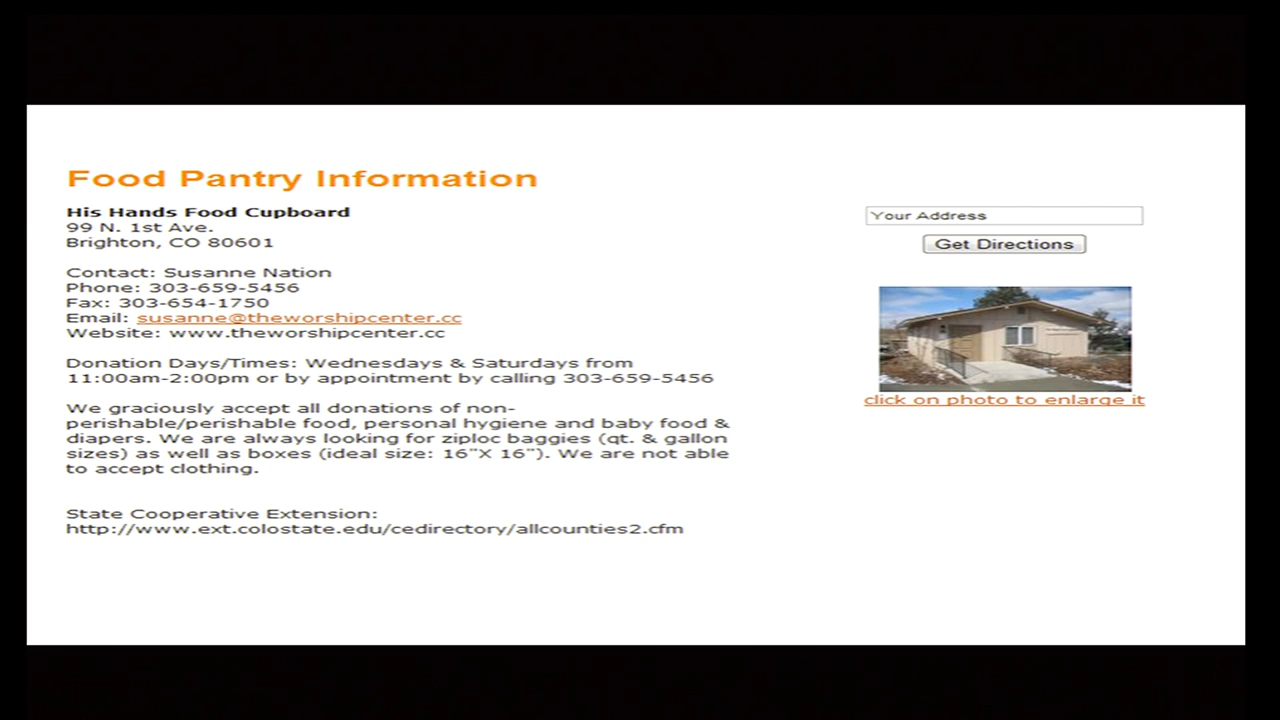 Food Pantry Information
His Hands Food Cupboard
99 N. 1st Ave.
Brighton, CO 80601
Contact: Susanne Nation
Phone: 303-659-5456
Fax: 303-654-1750
Email: susanne@theworshipcenter.cc
Website: www.theworshipcenter.cc
Donation Days/Times: Wednesdays & Saturdays from
11:00am-2:00pm or by appointment by calling 303-659-5456
We graciously accept all donations of non-
perishable/perishable food, personal hygiene and baby food &
diapers. We are always looking for ziploc baggies (qt. & gallon
sizes) as well as boxes (ideal size: 16"X 16"). We are not able
to accept clothing.
State Cooperative Extension:
http://www.ext.colostate.edu/cedirectory/allcounties2.cfm
Your Address
Get Directions
click on photo to enlarge it